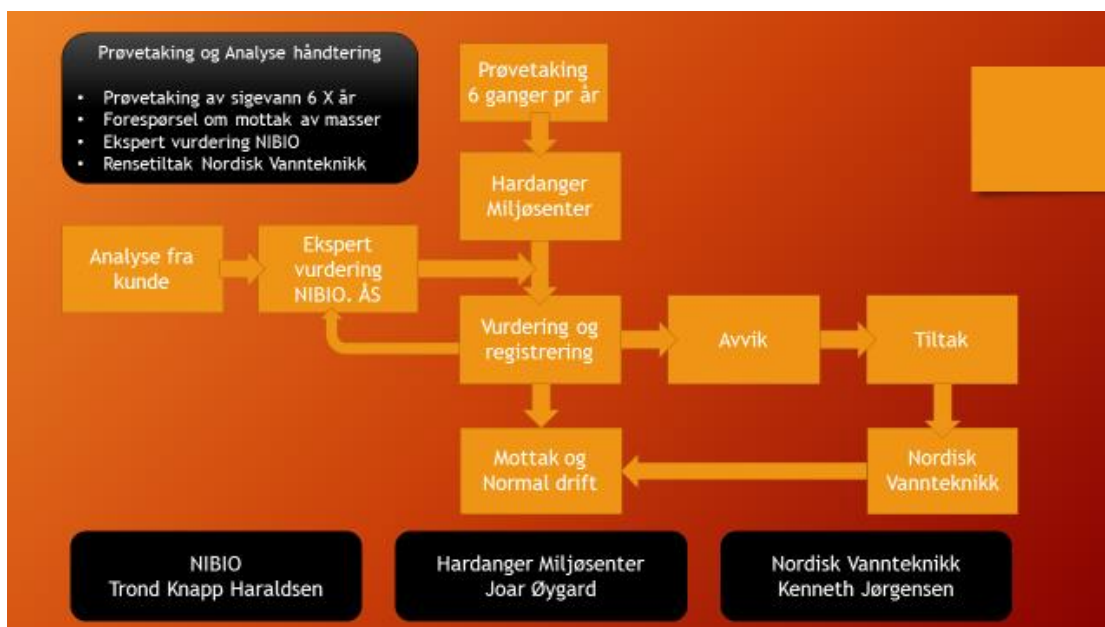 Prøvetaking og Analyse håndtering
• Prøvetaking av sigevann 6 X år
• Forespørsel om mottak av masser
• Ekspert vurdering NIBIO
• Rensetiltak Nordisk Vannteknikk
Prøvetaking
6 ganger pr år
Hardanger
Miljøsenter
Analyse fra
kunde
Ekspert
vurdering
NIBIO. ÅS
Vurdering og
registrering
Avvik
Tiltak
Mottak og
Normal drift
Nordisk
Vannteknikk
NIBIO
Trond Knapp Haraldsen
Hardanger Miljøsenter
Joar Øygard
Nordisk Vannteknikk
Kenneth Jørgensen